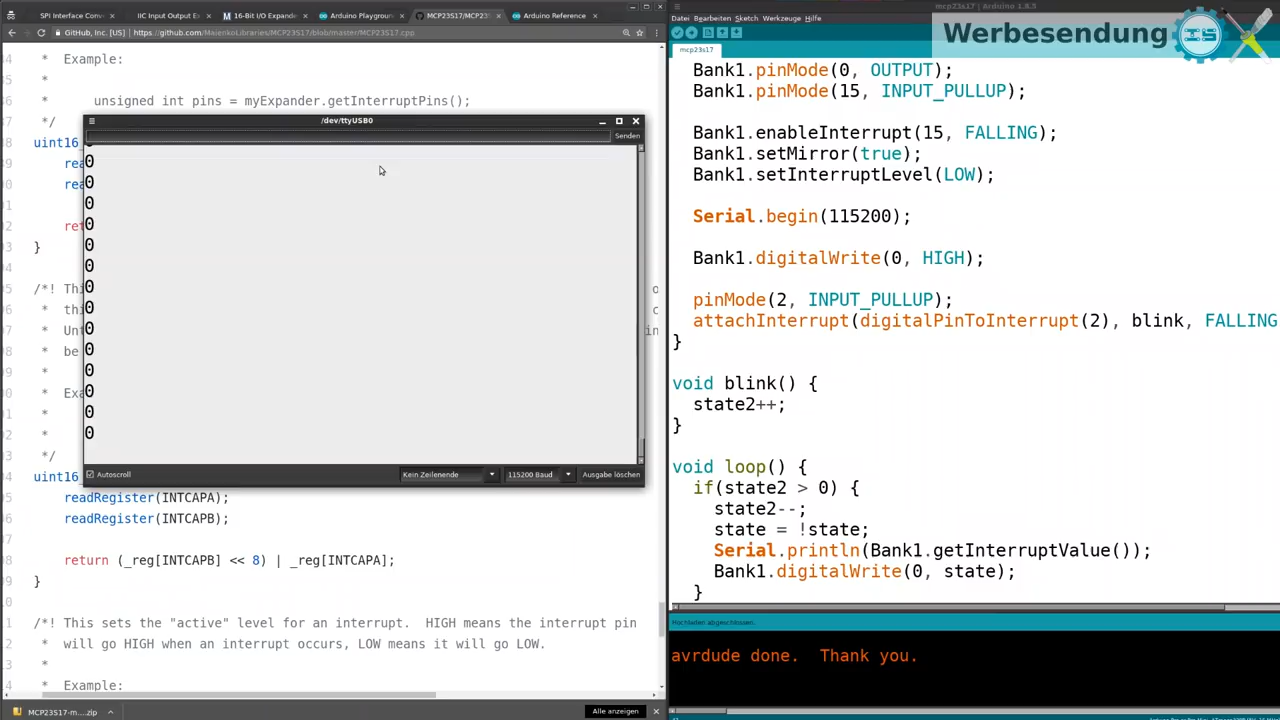 SPI Interface Conv
IIC Input Output E
16-Bit I/O Expande
Arduino Playgroun
MCP23S17/MCP23
Arduino Reference
GitHub, Inc. [US] | https://github.com/MajenkoLibraries/MCP23S17/blob/master/MCP23S17.cpp
* Example:
*
* unsigned int pins = myExpander.getInterruptPins();
*/
/dev/ttyUSB0
Senden
0
0
0
0
0
0
0
0
0
0
0
0
0
0
Autoscroll
Kein Zeilenende
115200 Baud
Ausgabe löschen
uint16
}
/*! Thi
*
* Unt
* be
*
* Exa
*
*
*/
uint16
readRegister(INTCAPA);
readRegister(INTCAPB);
return (_reg[INTCAPB] << 8) | _reg[INTCAPA];
}
/*! This sets the "active" level for an interrupt. HIGH means the interrupt pin
* will go HIGH when an interrupt occurs, LOW means it will go LOW.
*
* Example:
MCP23S17-m....zip
Alle anzeigen
Arduino 1.8.5
Datei Bearbeiten Sketch Werkzeuge Hilfe
Werbesendung
mcp23s17
Bank1.pinMode(0, OUTPUT);
Bank1.pinMode(15, INPUT_PULLUP);
Bank1.enableInterrupt(15, FALLING);
Bank1.setMirror(true);
Bank1.setInterruptLevel(LOW);
Serial.begin(115200);
Bank1.digitalWrite(0, HIGH);
pinMode(2, INPUT_PULLUP);
attachInterrupt(digitalPinToInterrupt(2), blink, FALLING
}
void blink() {
state2++;
}
void loop() {
if(state2 > 0) {
state2--;
state = !state;
Serial.println(Bank1.getInterruptValue());
Bank1.digitalWrite(0, state);
}
Hochladen abgeschlossen.
avrdude done. Thank you.